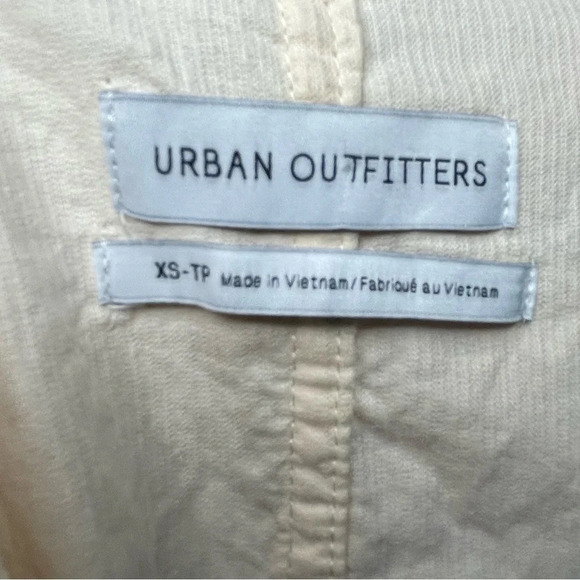 URBAN OUTFITTERS
XS-TP Made in Vietnam/Fabriqué au Vietnam